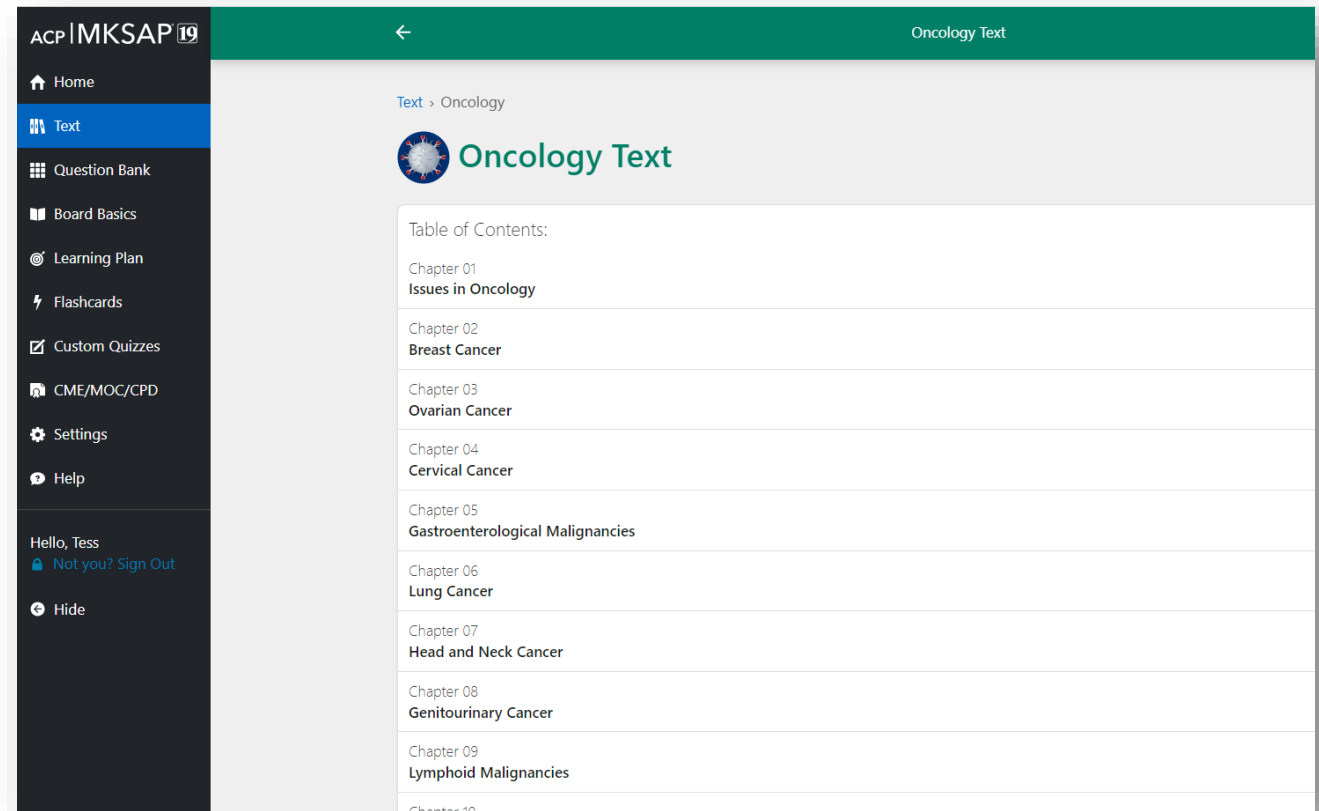 ACP MKSAP 19
Home
Text
Question Bank
Board Basics
Learning Plan
Flashcards
Custom Quizzes
CME/MOC/CPD
Settings
Help
Hello, Tess
Not you? Sign Out
Hide
Oncology Text
Text › Oncology
Oncology Text
Table of Contents:
Chapter 01
Issues in Oncology
Chapter 02
Breast Cancer
Chapter 03
Ovarian Cancer
Chapter 04
Cervical Cancer
Chapter 05
Gastroenterological Malignancies
Chapter 06
Lung Cancer
Chapter 07
Head and Neck Cancer
Chapter 08
Genitourinary Cancer
Chapter 09
Lymphoid Malignancies
Chapter 10